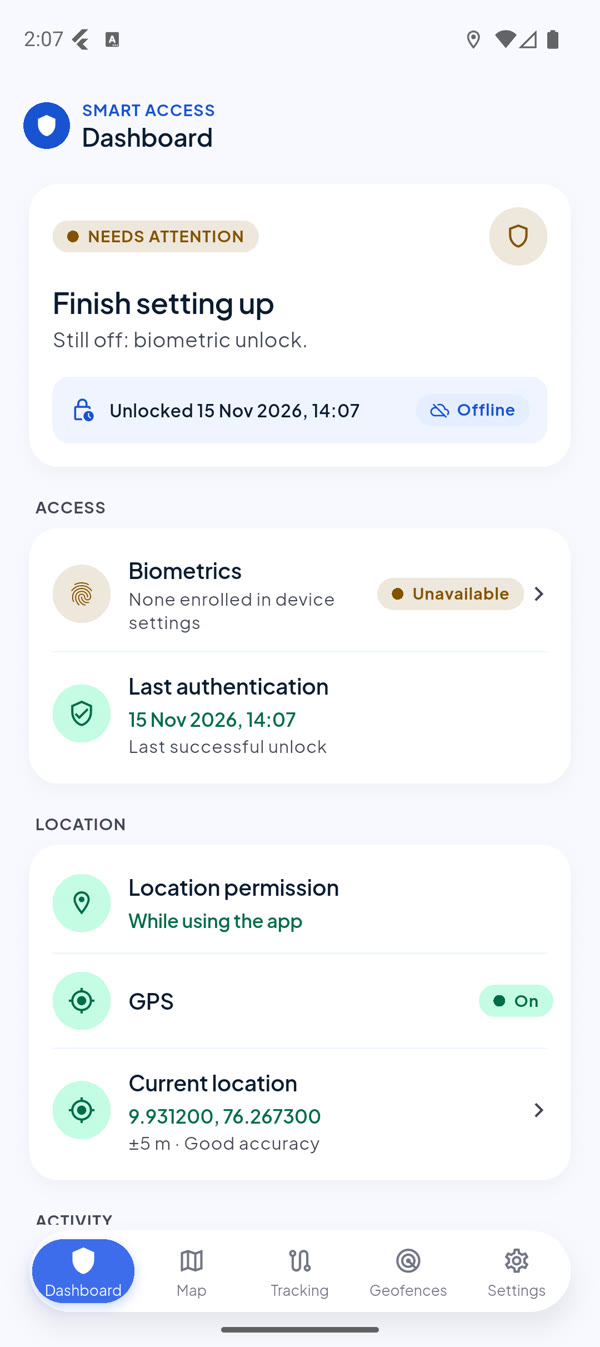 2:07
SMART ACCESS
Dashboard
NEEDS ATTENTION
Finish setting up
Still off: biometric unlock.
Unlocked 15 Nov 2026, 14:07
Offline
ACCESS
Biometrics
None enrolled in device
settings
Unavailable
Last authentication
15 Nov 2026, 14:07
Last successful unlock
LOCATION
Location permission
While using the app
GPS
On
Current location
9.931200, 76.267300
±5 m · Good accuracy
ACTIVITY
Dashboard
Map
Tracking
Geofences
Settings